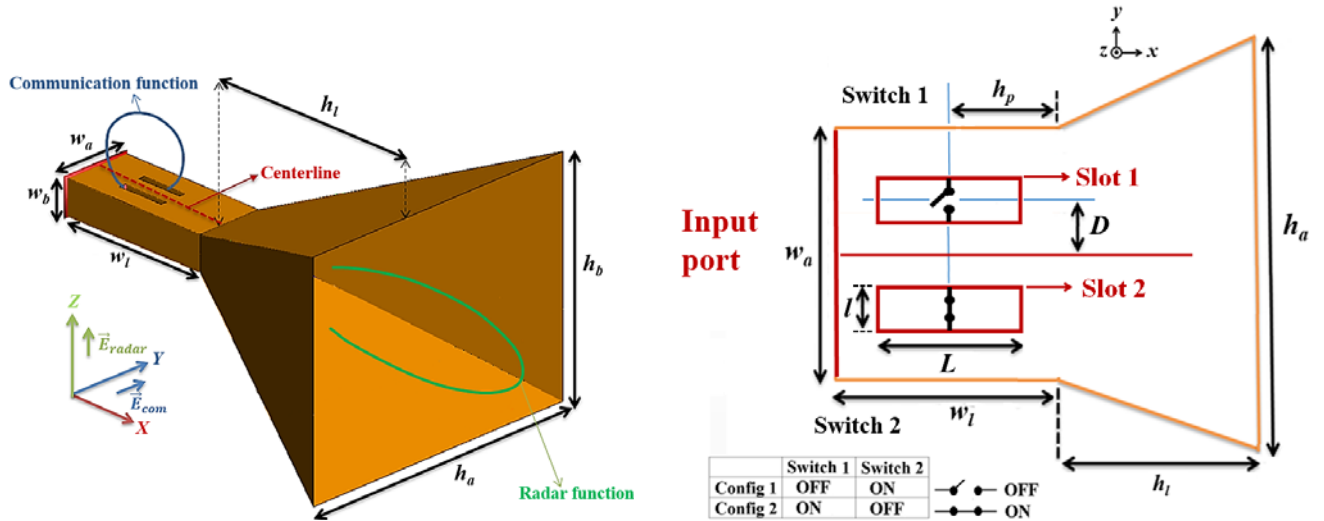 Communication function
h_l
w_a
Centerline
w_b
w_l
h_b
Z
E⃗_radar
Y
E⃗_com
X
h_a
Radar function
y
z
x
Switch 1
h_p
Slot 1
D
Input
port
w_a
h_a
Slot 2
l
L
w_l
Switch 2
h_l
Switch 1 Switch 2
Config 1 OFF ON OFF
Config 2 ON OFF ON